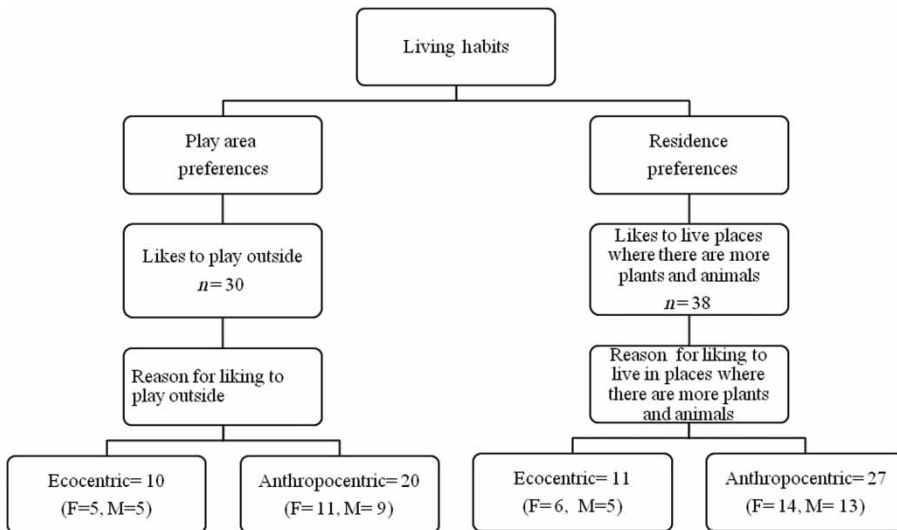 Living habits
Play area
preferences
Residence
preferences
Likes to play outside
n= 30
Likes to live places
where there are more
plants and animals
n= 38
Reason for liking to
play outside
Reason for liking to
live in places where
there are more plants
and animals
Ecocentric= 10
(F=5, M=5)
Anthropocentric= 20
(F= 11, M= 9)
Ecocentric= 11
(F=6, M=5)
Anthropocentric= 27
(F= 14, M= 13)